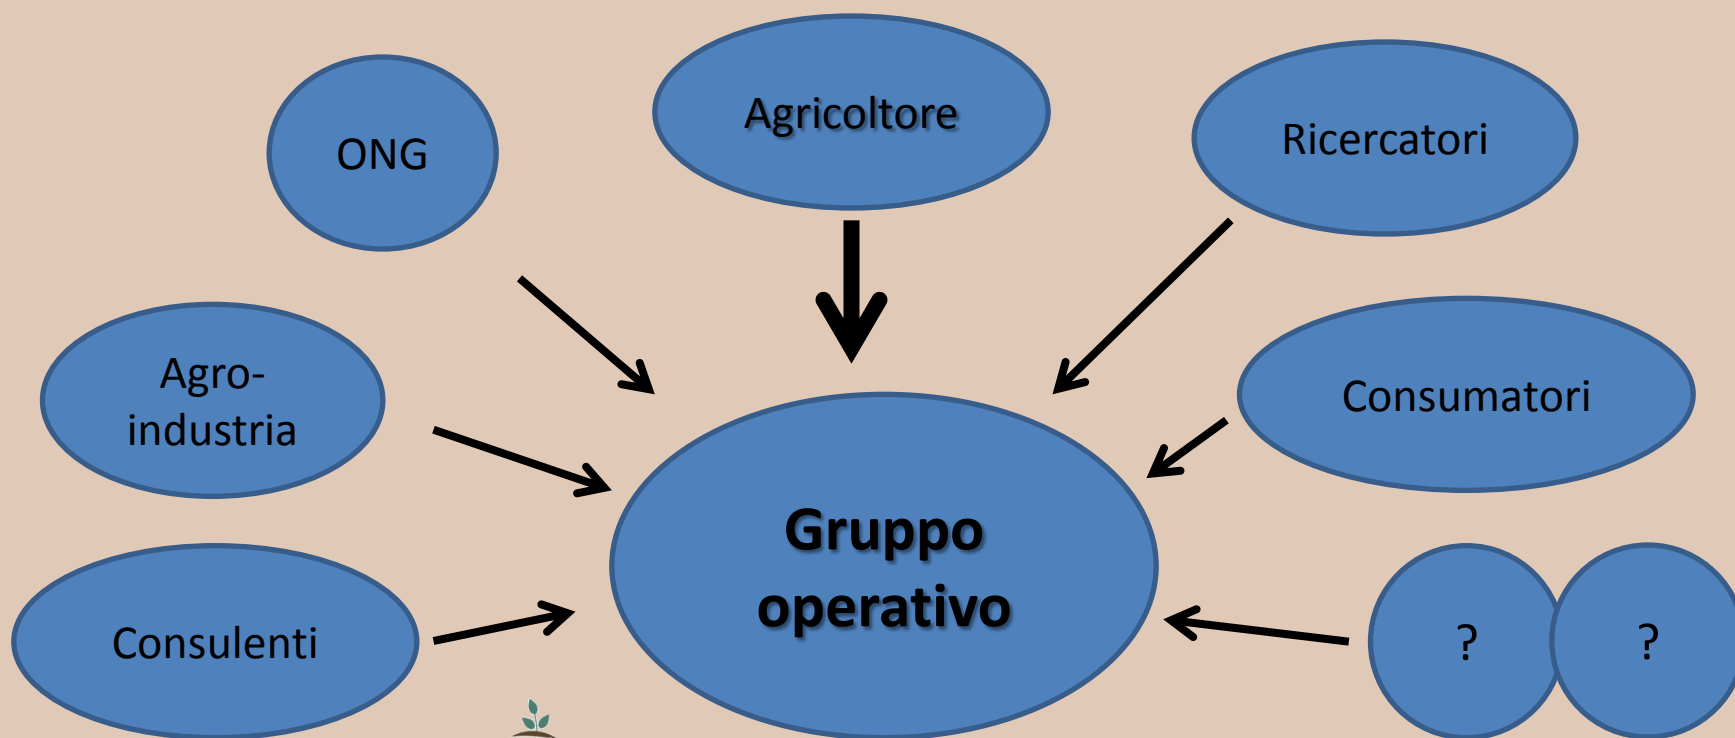 Agricoltore
ONG
Ricercatori
Agro-
industria
Consumatori
Gruppo
operativo
Consulenti
?
?